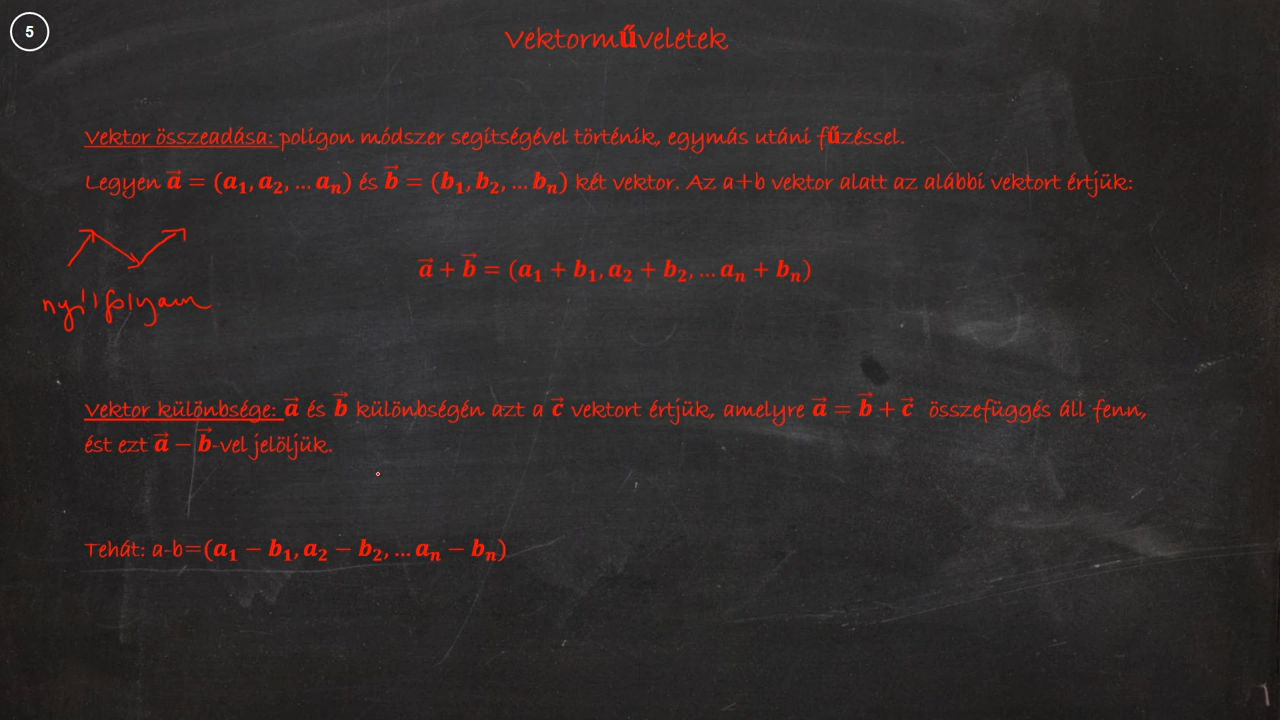 5
Vektorműveletek
Vektor összeadása: poligon módszer segítségével történik, egymás utáni fűzéssel.
Legyen a⃗ = (a₁, a₂, … aₙ) és b⃗ = (b₁, b₂, … bₙ) két vektor. Az a+b vektor alatt az alábbi vektort értjük:
a⃗ + b⃗ = (a₁ + b₁, a₂ + b₂, … aₙ + bₙ)
nyílfolyam
Vektor különbsége: a⃗ és b⃗ különbségén azt a c⃗ vektort értjük, amelyre a⃗ = b⃗ + c⃗ összefüggés áll fenn,
ést ezt a⃗ − b⃗-vel jelöljük.
Tehát: a-b=(a₁ − b₁, a₂ − b₂, … aₙ − bₙ)